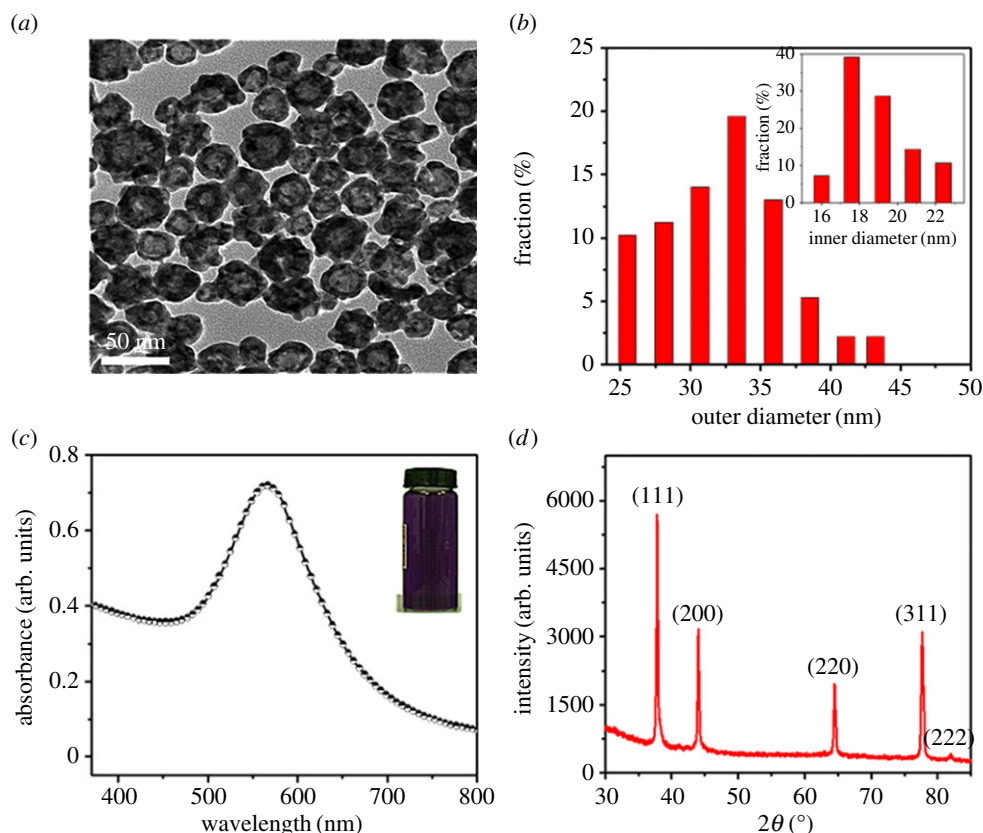 (a)
50 nm
(b)
25
20
15
10
5
0
fraction (%)
25 30 35 40 45 50
outer diameter (nm)
40
30
20
10
0
fraction (%)
16 18 20 22
inner diameter (nm)
(c)
0.8
0.6
0.4
0.2
0
absorbance (arb. units)
400 500 600 700 800
wavelength (nm)
(d)
6000
4500
3000
1500
0
intensity (arb. units)
(111)
(200)
(220)
(311)
(222)
30 40 50 60 70 80
2θ (°)